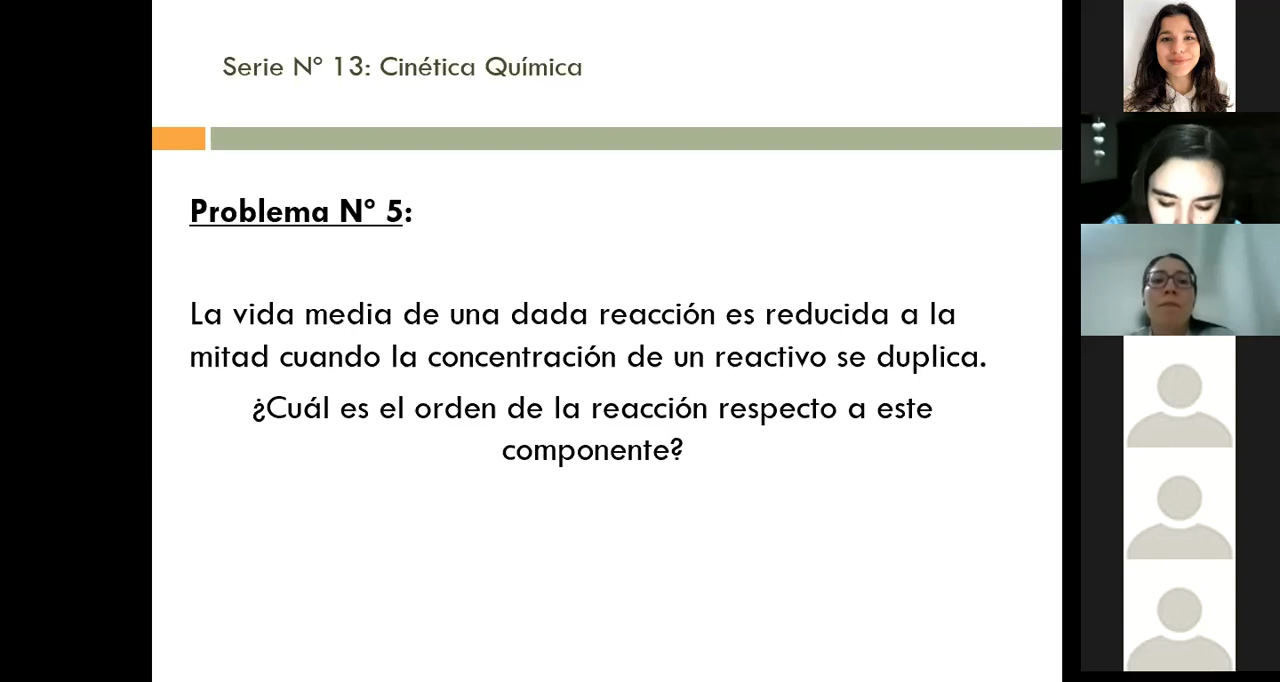 Serie N° 13: Cinética Química
Problema N° 5:
La vida media de una dada reacción es reducida a la
mitad cuando la concentración de un reactivo se duplica.
¿Cuál es el orden de la reacción respecto a este
componente?